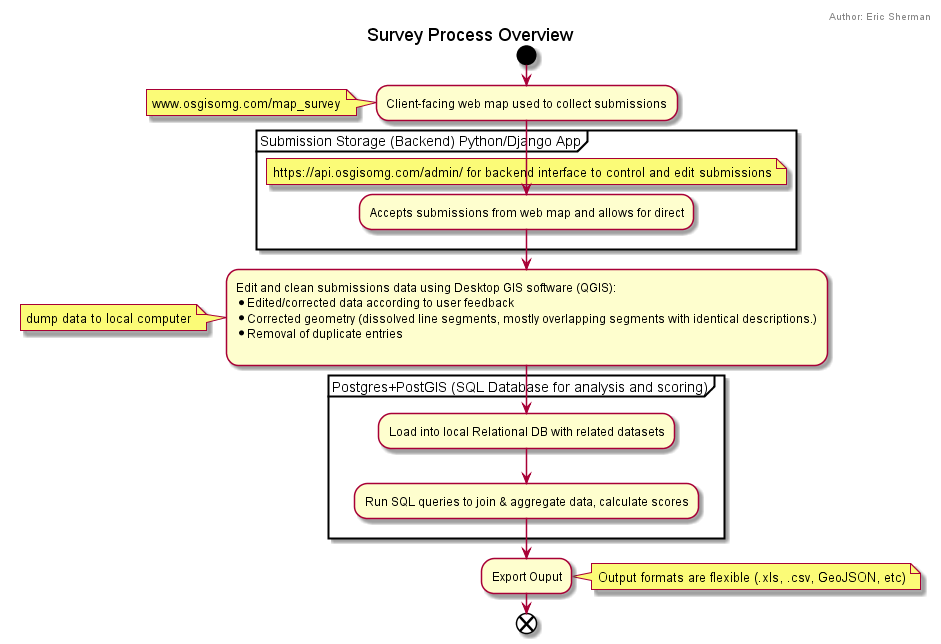 Author: Eric Sherman
Survey Process Overview
www.osgisomg.com/map_survey
Client-facing web map used to collect submissions
Submission Storage (Backend) Python/Django App
https://api.osgisomg.com/admin/ for backend interface to control and edit submissions
Accepts submissions from web map and allows for direct
dump data to local computer
Edit and clean submissions data using Desktop GIS software (QGIS):
• Edited/corrected data according to user feedback
• Corrected geometry (dissolved line segments, mostly overlapping segments with identical descriptions.)
• Removal of duplicate entries
Postgres+PostGIS (SQL Database for analysis and scoring)
Load into local Relational DB with related datasets
Run SQL queries to join & aggregate data, calculate scores
Export Ouput
Output formats are flexible (.xls, .csv, GeoJSON, etc)